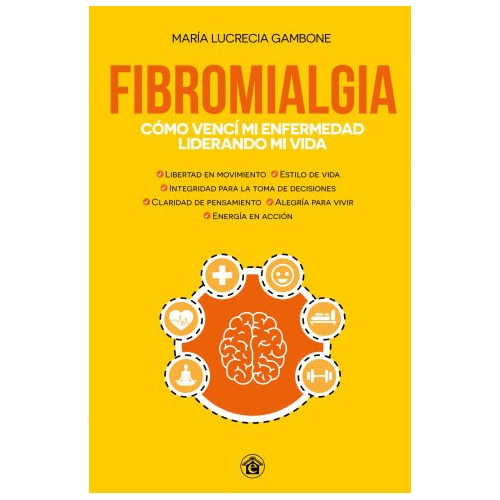 MARÍA LUCRECIA GAMBONE
FIBROMIALGIA
CÓMO VENCÍ MI ENFERMEDAD
LIDERANDO MI VIDA
LIBERTAD EN MOVIMIENTO ESTILO DE VIDA
INTEGRIDAD PARA LA TOMA DE DECISIONES
CLARIDAD DE PENSAMIENTO ALEGRÍA PARA VIVIR
ENERGÍA EN ACCIÓN
e